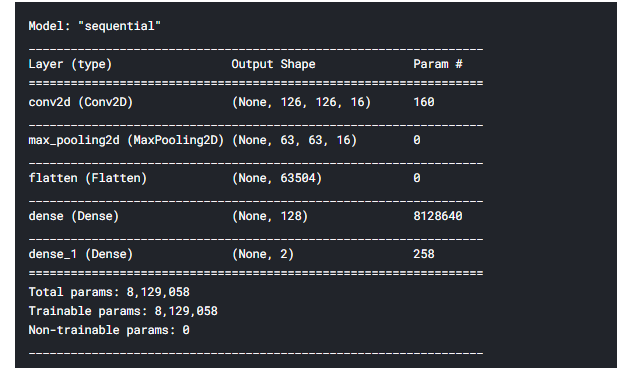 Model: "sequential"
_________________________________________________________________
Layer (type) Output Shape Param #
=================================================================
conv2d (Conv2D) (None, 126, 126, 16) 160
_________________________________________________________________
max_pooling2d (MaxPooling2D) (None, 63, 63, 16) 0
_________________________________________________________________
flatten (Flatten) (None, 63504) 0
_________________________________________________________________
dense (Dense) (None, 128) 8128640
_________________________________________________________________
dense_1 (Dense) (None, 2) 258
=================================================================
Total params: 8,129,058
Trainable params: 8,129,058
Non-trainable params: 0
_________________________________________________________________